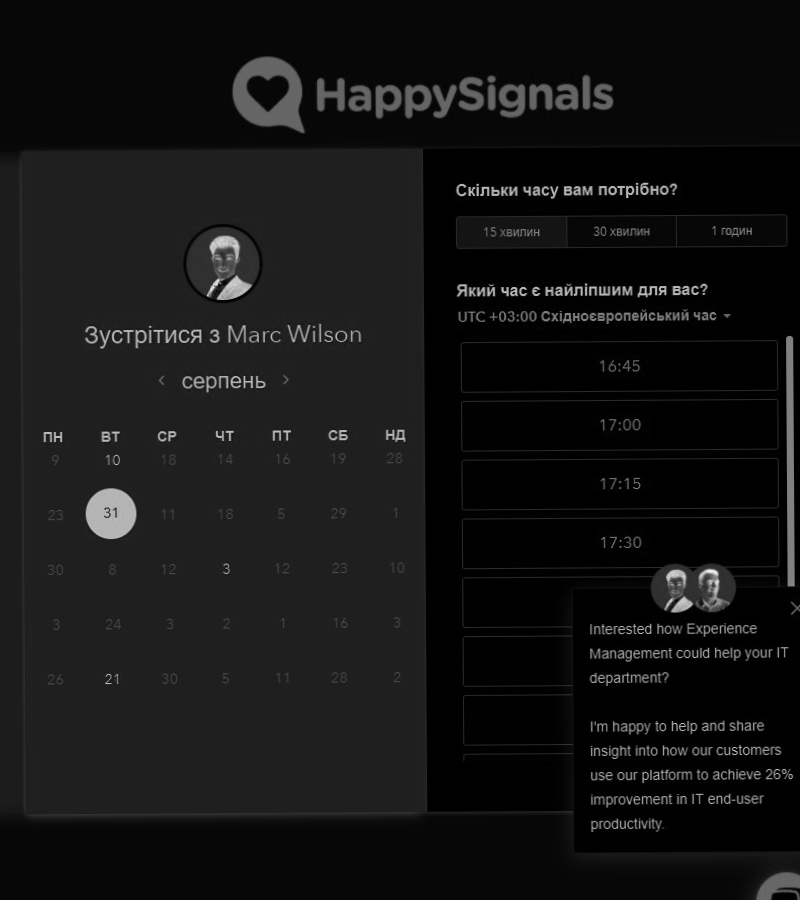 HappySignals
Зустрітися з Marc Wilson
серпень
ПН ВТ СР ЧТ ПТ СБ НД
9 10 18 14 16 19 28
23 31 11 18 5 29 1
30 8 12 3 12 23 10
3 24 3 2 1 16 3
26 21 30 5 11 28 2
Скільки часу вам потрібно?
15 хвилин 30 хвилин 1 годин
Який час є найліпшим для вас?
UTC +03:00 Східноєвропейський час
16:45
17:00
17:15
17:30
Interested how Experience
Management could help your IT
department?
I'm happy to help and share
insight into how our customers
use our platform to achieve 26%
improvement in IT end-user
productivity.